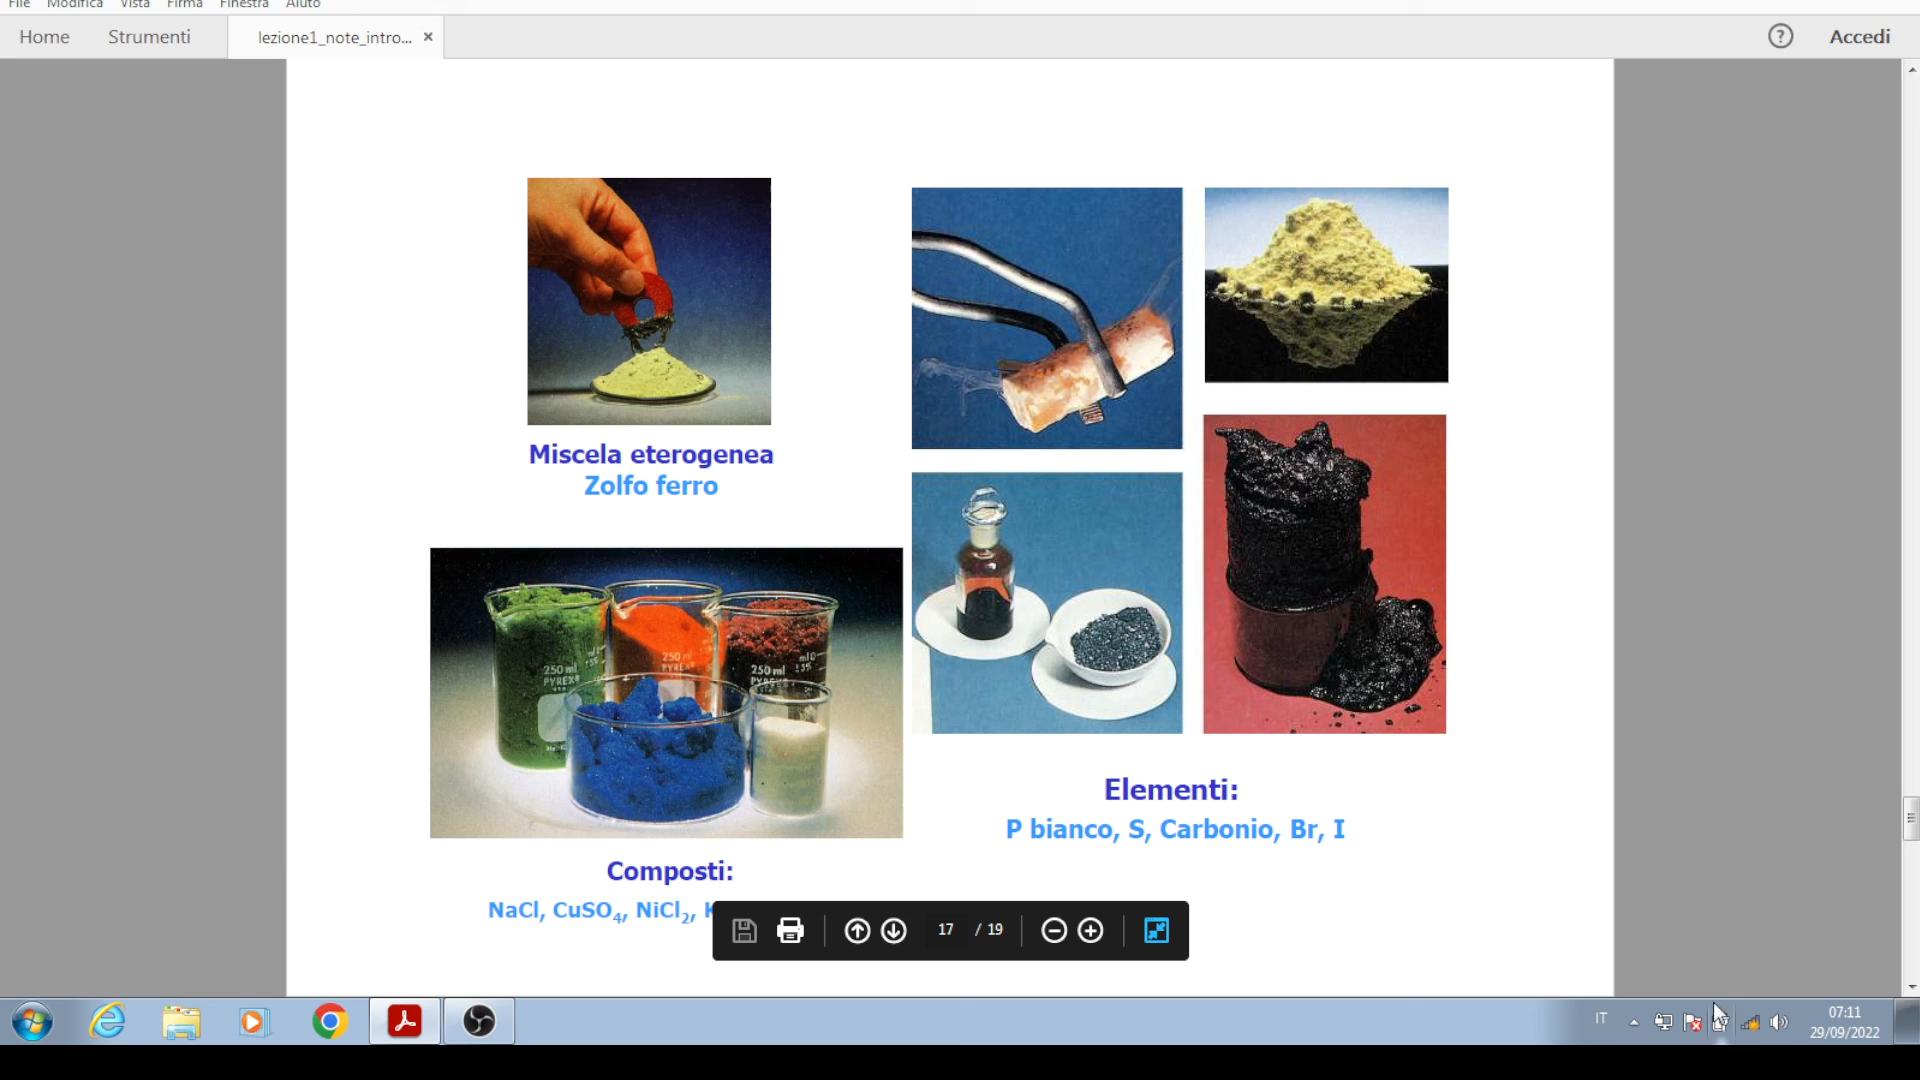 File Modifica Vista Firma Finestra Aiuto
Home Strumenti lezione1_note_intro... × ? Accedi
Miscela eterogenea
Zolfo ferro
250 ml
PYREX®
250 ml
PYREX
250 ml
PYREX®
Composti:
NaCl, CuSO₄, NiCl₂, K
Elementi:
P bianco, S, Carbonio, Br, I
17 / 19
IT
07:11
29/09/2022